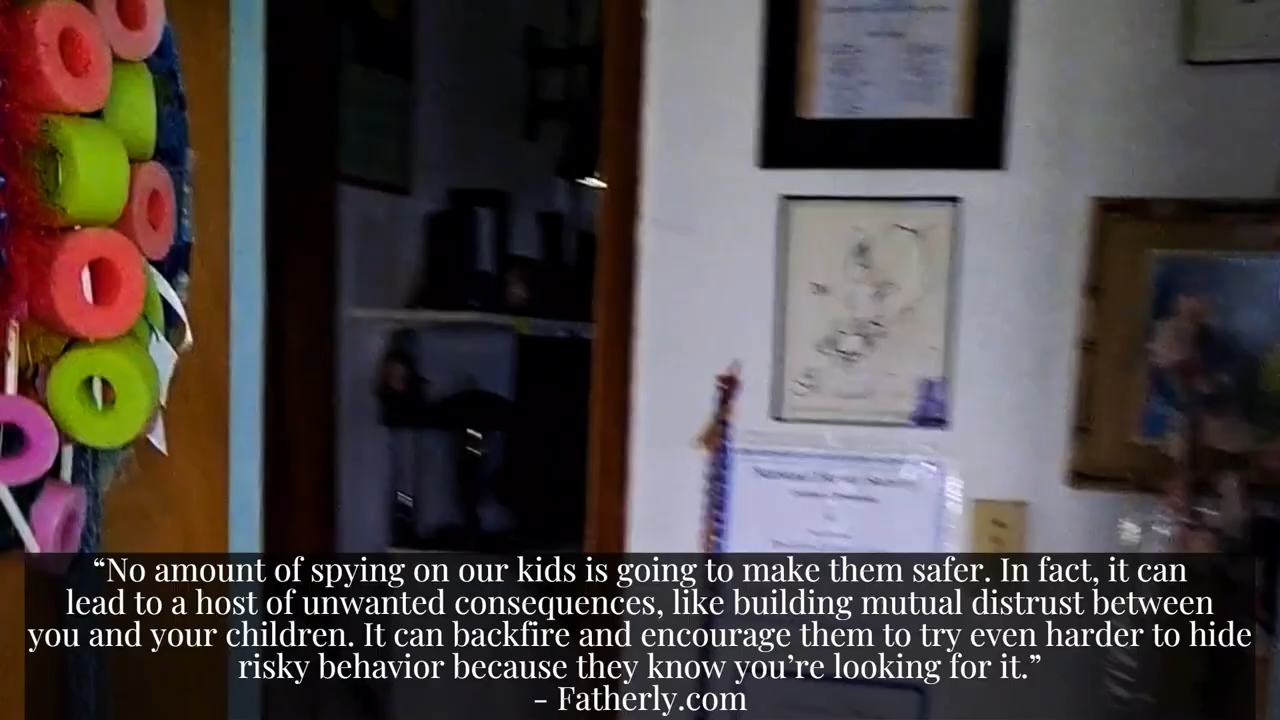 “No amount of spying on our kids is going to make them safer. In fact, it can
lead to a host of unwanted consequences, like building mutual distrust between
you and your children. It can backfire and encourage them to try even harder to hide
risky behavior because they know you’re looking for it.”
- Fatherly.com